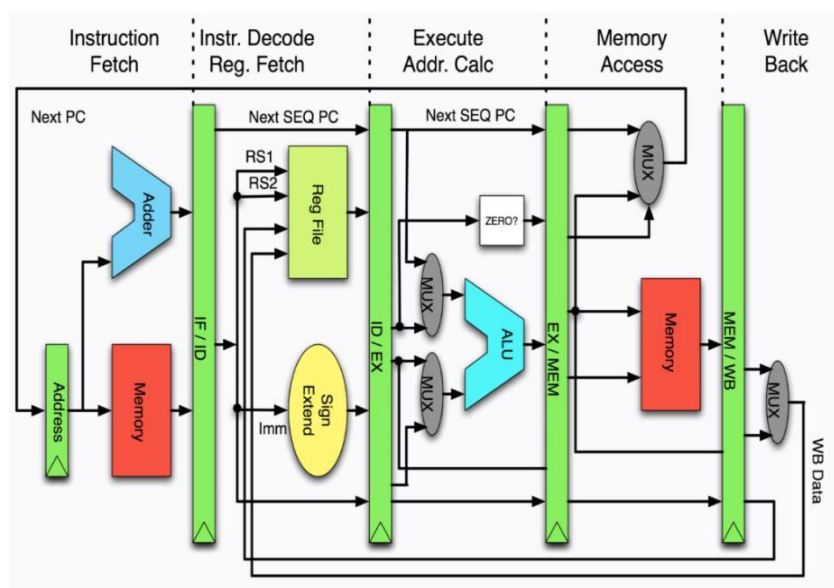 Instruction
Fetch
Instr. Decode
Reg. Fetch
Execute
Addr. Calc
Memory
Access
Write
Back
Next PC
Next SEQ PC
Next SEQ PC
MUX
RS1
RS2
Reg File
Adder
ZERO?
MUX
IF / ID
ID / EX
ALU
EX / MEM
Memory
MEM / WB
Address
Memory
Sign
Extend
Imm
MUX
MUX
WB Data